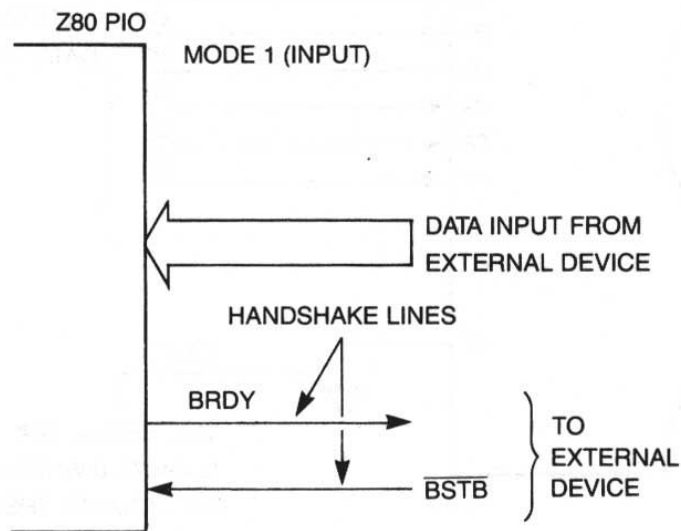 Z80 PIO
MODE 1 (INPUT)
DATA INPUT FROM
EXTERNAL DEVICE
HANDSHAKE LINES
BRDY
BSTB
TO
EXTERNAL
DEVICE